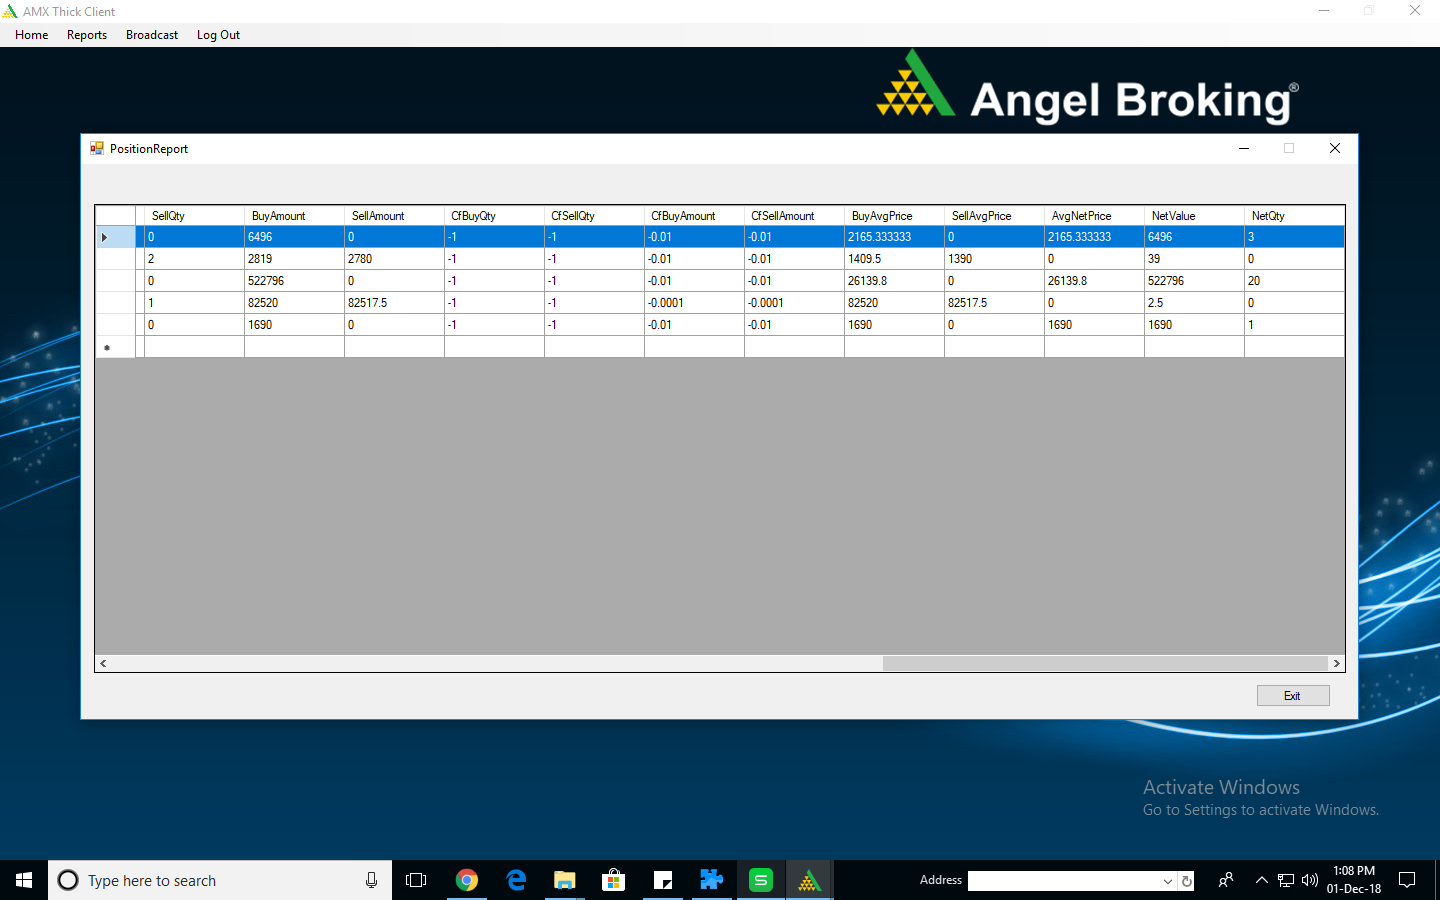 AMX Thick Client
Home Reports Broadcast Log Out
Angel Broking®
PositionReport
SellQty BuyAmount SellAmount CfBuyQty CfSellQty CfBuyAmount CfSellAmount BuyAvgPrice SellAvgPrice AvgNetPrice NetValue NetQty
0 6496 0 -1 -1 -0.01 -0.01 2165.333333 0 2165.333333 6496 3
2 2819 2780 -1 -1 -0.01 -0.01 1409.5 1390 0 39 0
0 522796 0 -1 -1 -0.01 -0.01 26139.8 0 26139.8 522796 20
1 82520 82517.5 -1 -1 -0.0001 -0.0001 82520 82517.5 0 2.5 0
0 1690 0 -1 -1 -0.01 -0.01 1690 0 1690 1690 1
Exit
Activate Windows
Go to Settings to activate Windows.
Type here to search
Address
1:08 PM
01-Dec-18